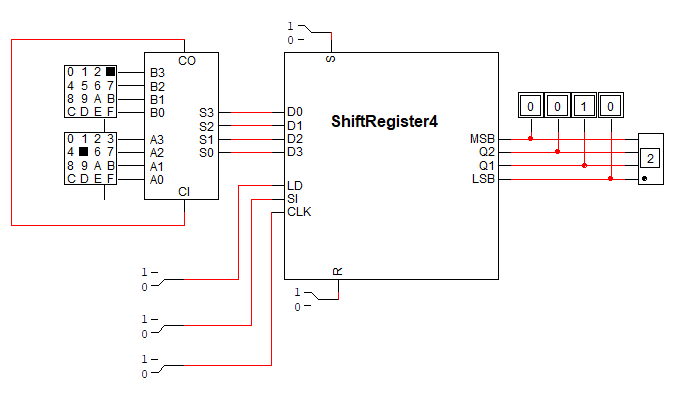 1
0
S
0 1 2
4 5 6 7
8 9 A B
C D E F
B3
B2
B1
B0
0 1 2 3
4 6 7
8 9 A B
C D E F
A3
A2
A1
A0
CO
S3
S2
S1
S0
CI
ShiftRegister4
D0
D1
D2
D3
LD
SI
CLK
R
MSB
Q2
Q1
LSB
0 0 1 0
2
1
0
1
0
1
0
1
0